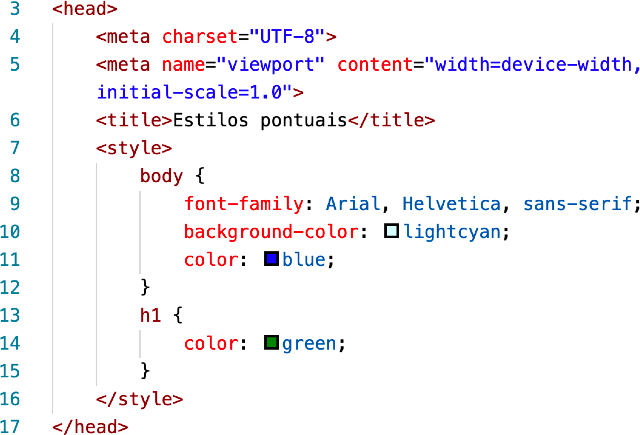 3 <head>
4 <meta charset="UTF-8">
5 <meta name="viewport" content="width=device-width,
initial-scale=1.0">
6 <title>Estilos pontuais</title>
7 <style>
8 body {
9 font-family: Arial, Helvetica, sans-serif;
10 background-color: lightcyan;
11 color: blue;
12 }
13 h1 {
14 color: green;
15 }
16 </style>
17 </head>